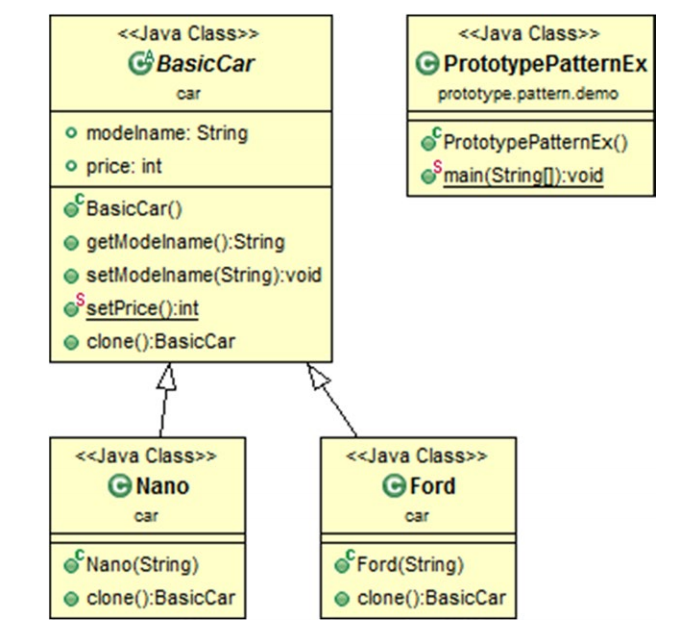 <<Java Class>>
BasicCar
car
modelname: String
price: int
BasicCar()
getModelname():String
setModelname(String):void
setPrice():int
clone():BasicCar
<<Java Class>>
PrototypePatternEx
prototype.pattern.demo
PrototypePatternEx()
main(String[]):void
<<Java Class>>
Nano
car
Nano(String)
clone():BasicCar
<<Java Class>>
Ford
car
Ford(String)
clone():BasicCar